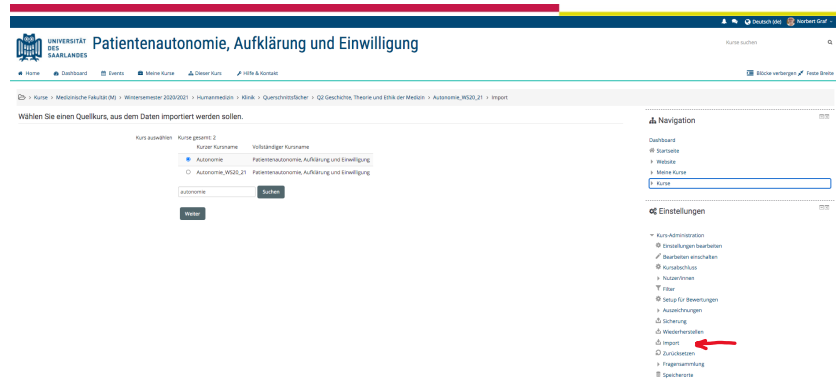 Deutsch (de) Norbert Graf
UNIVERSITÄT
DES
SAARLANDES
Patientenautonomie, Aufklärung und Einwilligung
Kurse suchen
Home Dashboard Events Meine Kurse Dieser Kurs Hilfe & Kontakt
Blöcke verbergen Feste Breite
> Kurse > Medizinische Fakultät (M) > Wintersemester 2020/2021 > Humanmedizin > Klinik > Querschnittsfächer > Q2 Geschichte, Theorie und Ethik der Medizin > Autonomie_WS20_21 > Import
Wählen Sie einen Quellkurs, aus dem Daten importiert werden sollen.
Kurs auswählen Kurse gesamt: 2
Kurzer Kursname Vollständiger Kursname
Autonomie Patientenautonomie, Aufklärung und Einwilligung
Autonomie_WS20_21 Patientenautonomie, Aufklärung und Einwilligung
autonomie Suchen
Weiter
Navigation
Dashboard
Startseite
Website
Meine Kurse
Kurse
Einstellungen
Kurs-Administration
Einstellungen bearbeiten
Bearbeiten einschalten
Kursabschluss
Nutzer/innen
Filter
Setup für Bewertungen
Auszeichnungen
Sicherung
Wiederherstellen
Import
Zurücksetzen
Fragensammlung
Speicherorte